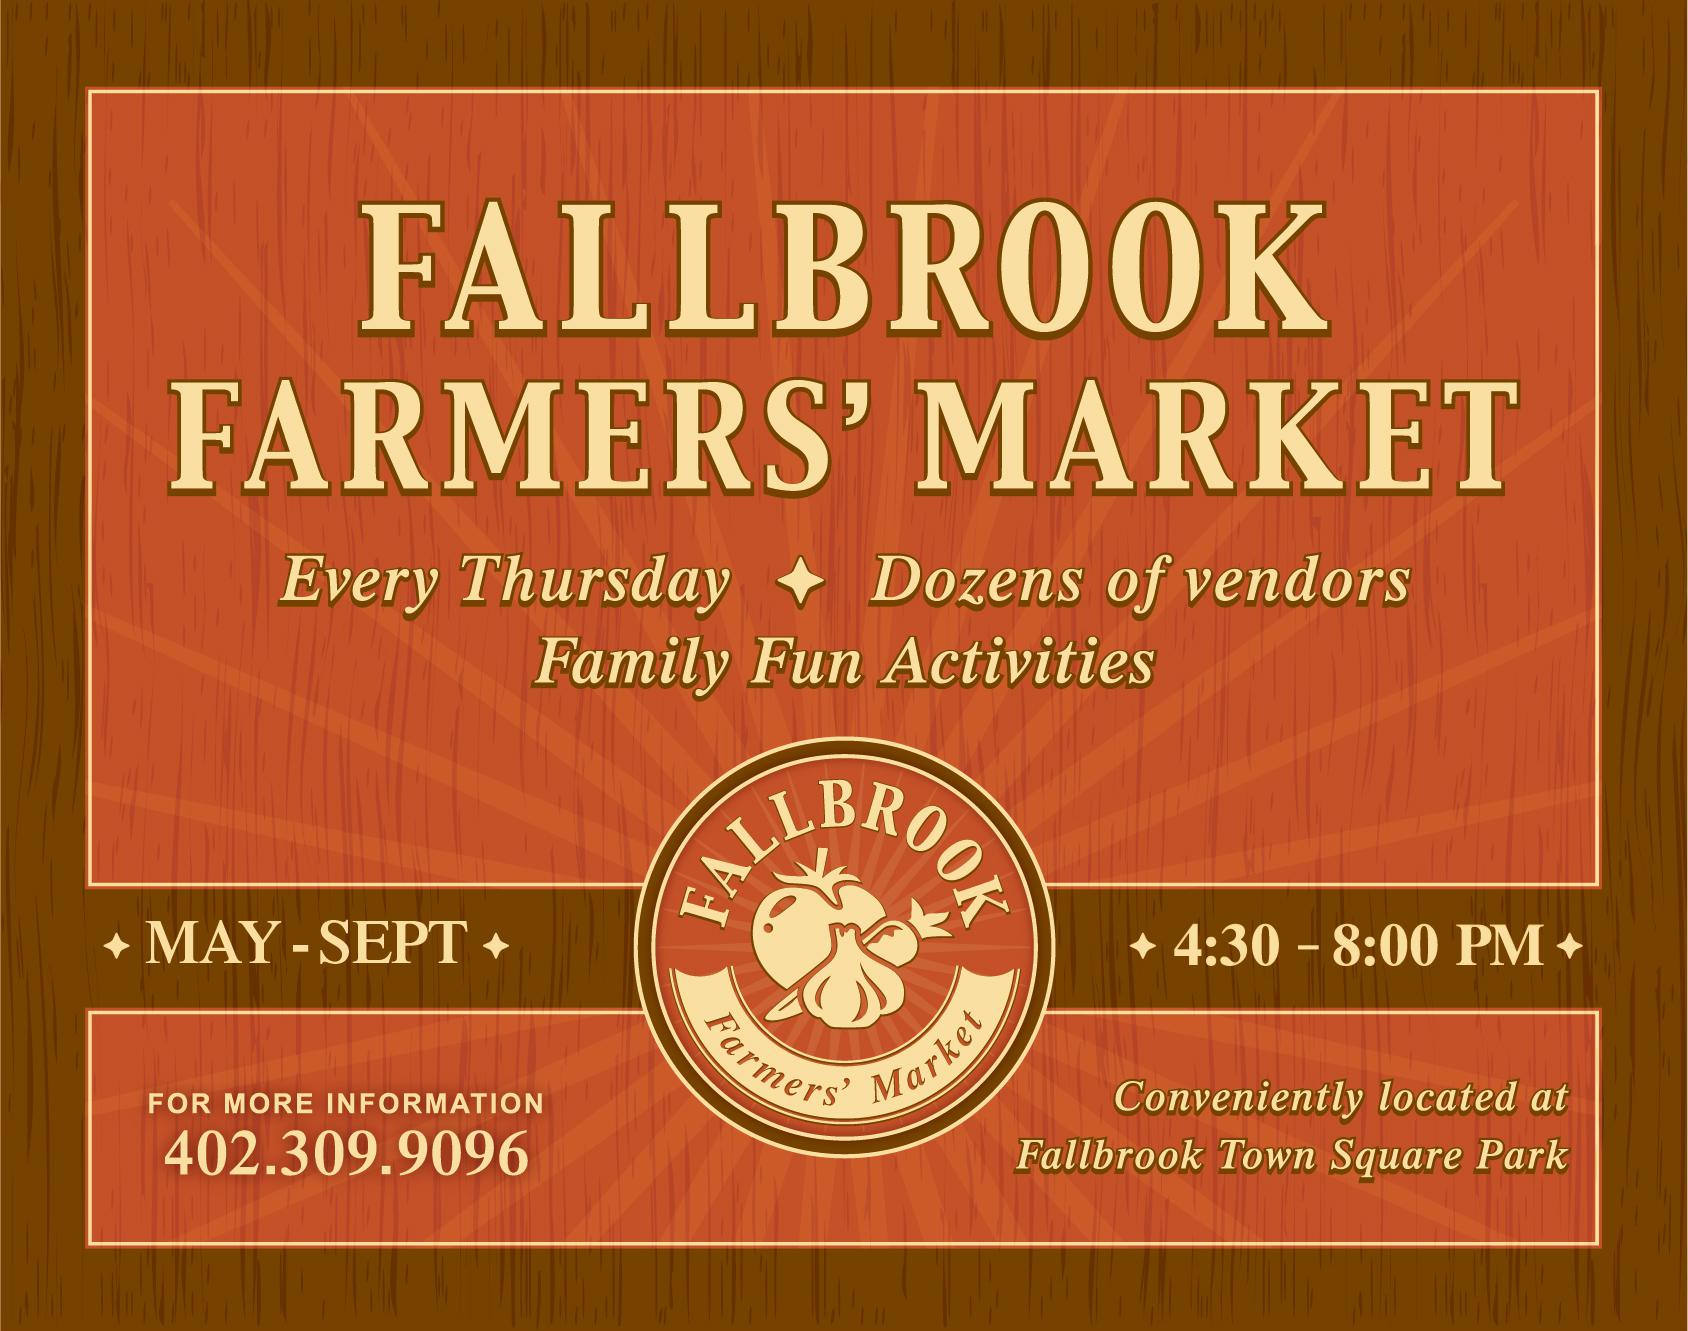 FALLBROOK
FARMERS’ MARKET
Every Thursday ✦ Dozens of vendors
Family Fun Activities
FALLBROOK
Farmers’ Market
✦ MAY - SEPT ✦
✦ 4:30 – 8:00 PM ✦
FOR MORE INFORMATION
402.309.9096
Conveniently located at
Fallbrook Town Square Park